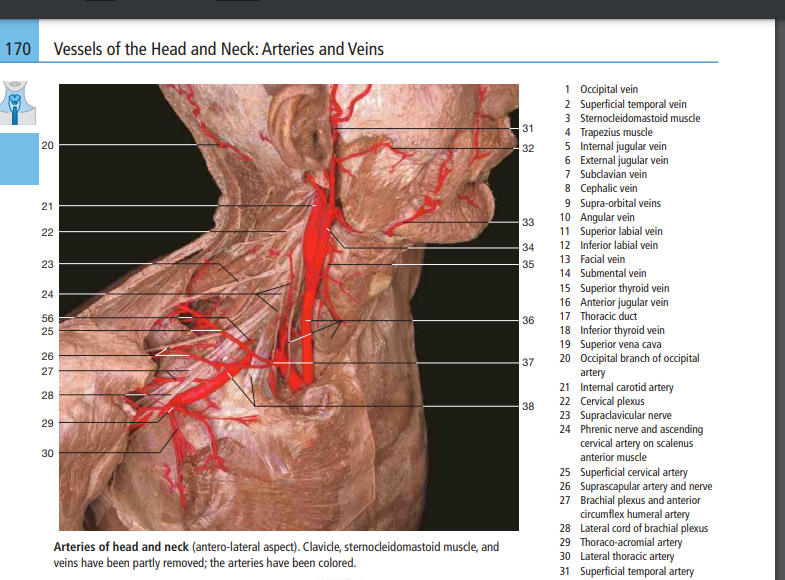 170 Vessels of the Head and Neck: Arteries and Veins
20
21
22
23
24
56
25
26
27
28
29
30
31
32
33
34
35
36
37
38
Arteries of head and neck (antero-lateral aspect). Clavicle, sternocleidomastoid muscle, and
veins have been partly removed; the arteries have been colored.
1 Occipital vein
2 Superficial temporal vein
3 Sternocleidomastoid muscle
4 Trapezius muscle
5 Internal jugular vein
6 External jugular vein
7 Subclavian vein
8 Cephalic vein
9 Supra-orbital veins
10 Angular vein
11 Superior labial vein
12 Inferior labial vein
13 Facial vein
14 Submental vein
15 Superior thyroid vein
16 Anterior jugular vein
17 Thoracic duct
18 Inferior thyroid vein
19 Superior vena cava
20 Occipital branch of occipital
artery
21 Internal carotid artery
22 Cervical plexus
23 Supraclavicular nerve
24 Phrenic nerve and ascending
cervical artery on scalenus
anterior muscle
25 Superficial cervical artery
26 Suprascapular artery and nerve
27 Brachial plexus and anterior
circumflex humeral artery
28 Lateral cord of brachial plexus
29 Thoraco-acromial artery
30 Lateral thoracic artery
31 Superficial temporal artery